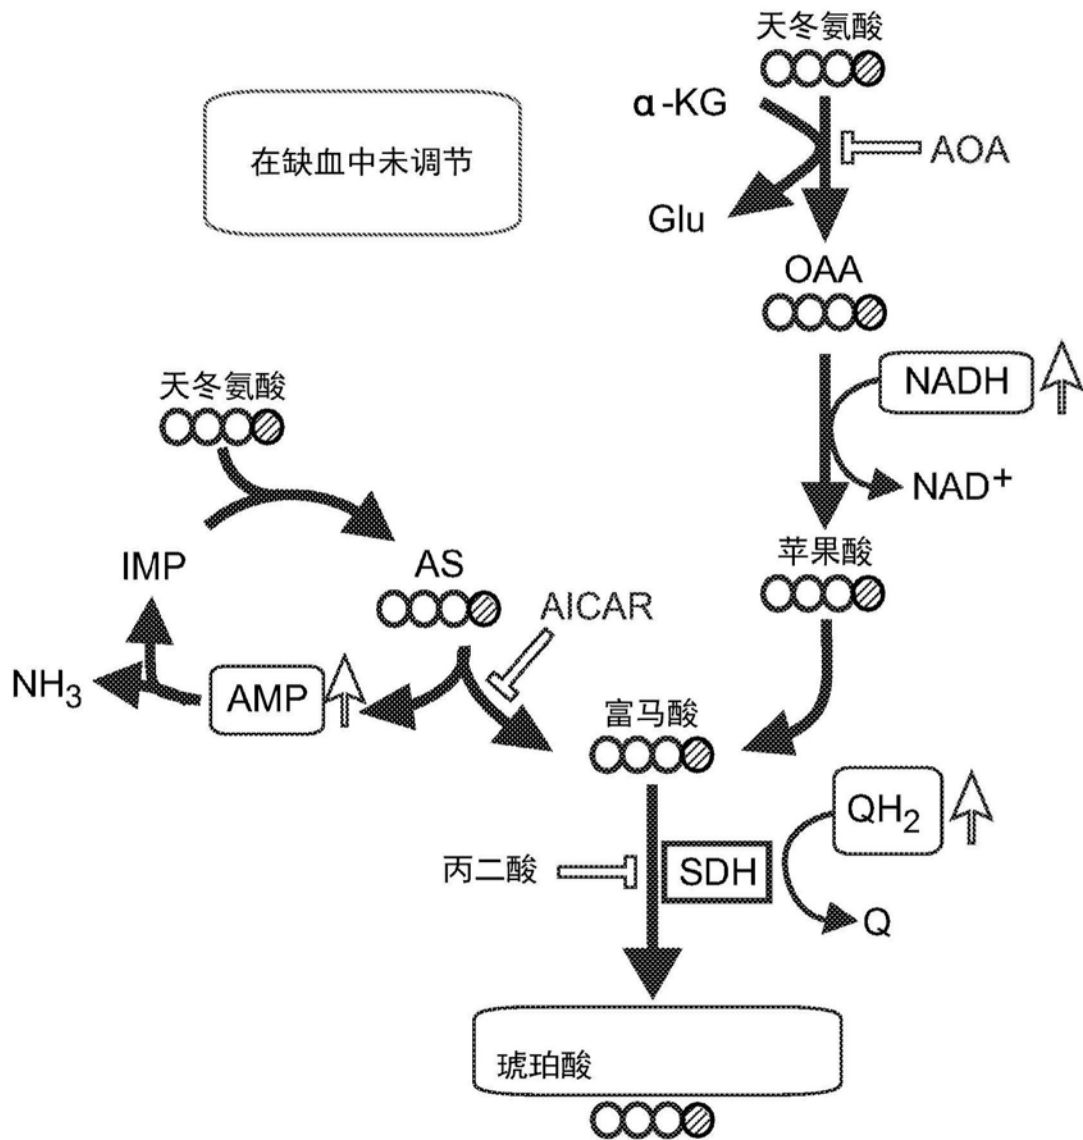 天冬氨酸
α-KG
在缺血中未调节
AOA
Glu
OAA
天冬氨酸
NADH
NAD⁺
IMP
AS
苹果酸
AICAR
NH₃
AMP
富马酸
QH₂
丙二酸
SDH
Q
琥珀酸